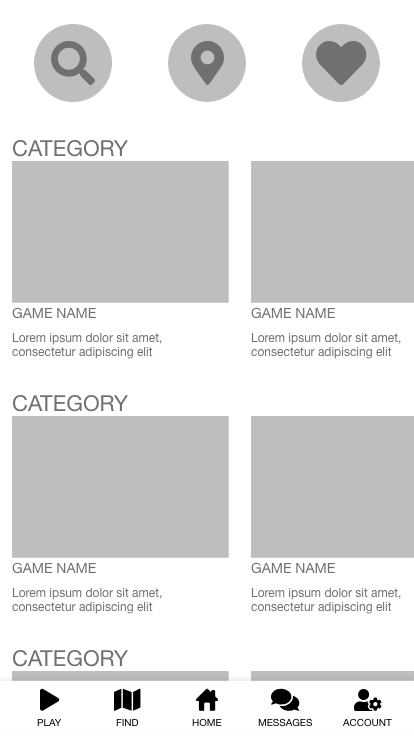 CATEGORY
GAME NAME
Lorem ipsum dolor sit amet,
consectetur adipiscing elit
GAME NAME
Lorem ipsum dolor sit amet,
consectetur adipiscing elit
CATEGORY
GAME NAME
Lorem ipsum dolor sit amet,
consectetur adipiscing elit
GAME NAME
Lorem ipsum dolor sit amet,
consectetur adipiscing elit
CATEGORY
PLAY
FIND
HOME
MESSAGES
ACCOUNT